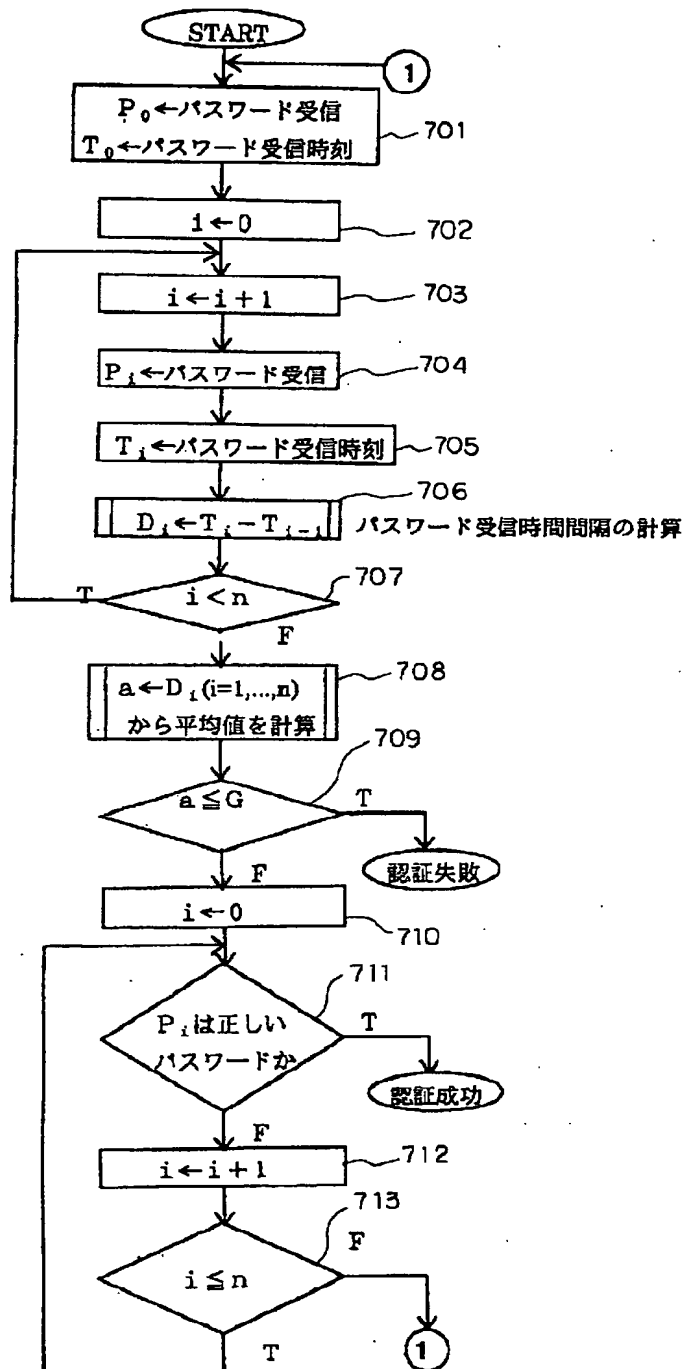 START
1
P₀←パスワード受信
T₀←パスワード受信時刻
701
i←0
702
i←i+1
703
Pᵢ←パスワード受信
704
Tᵢ←パスワード受信時刻
705
706
Dᵢ←Tᵢ−Tᵢ₋₁
パスワード受信時間間隔の計算
707
T
i<n
F
a←Dᵢ(i=1,...,n)
から平均値を計算
708
709
a≦G
T
認証失敗
F
i←0
710
711
Pᵢは正しい
パスワードか
T
認証成功
F
i←i+1
712
713
F
i≦n
1
T